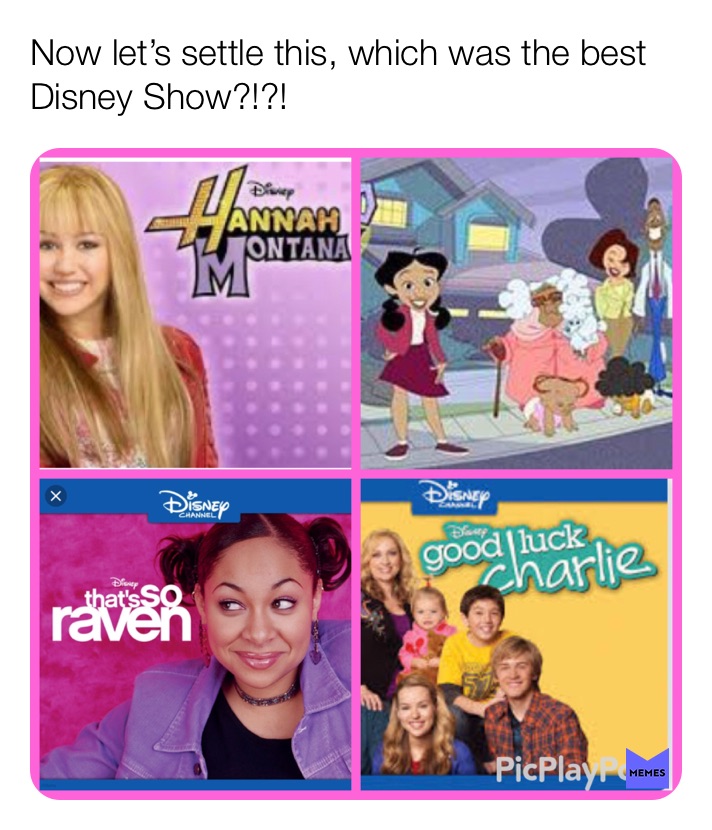 Now let’s settle this, which was the best
Disney Show?!?!
Disney
HANNAH
MONTANA
DISNEY
CHANNEL
Disney
that's so
raven
DISNEY
CHANNEL
Disney
good luck
charlie
57
PicPlayP
MEMES